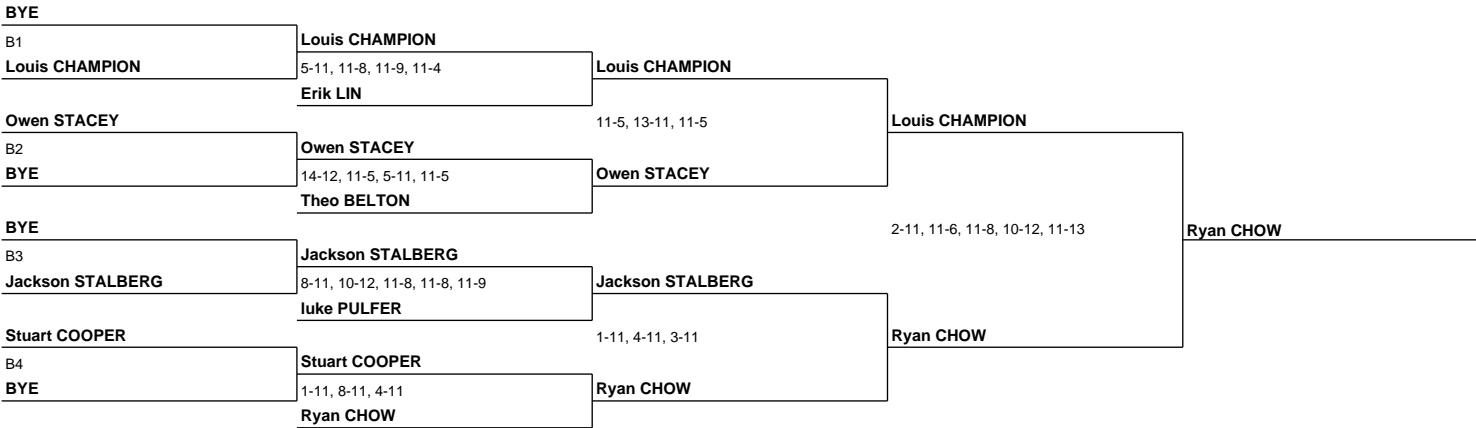 BYE
B1
Louis CHAMPION
Owen STACEY
B2
BYE
BYE
B3
Jackson STALBERG
Stuart COOPER
B4
BYE
Louis CHAMPION
5-11, 11-8, 11-9, 11-4
Erik LIN
Owen STACEY
14-12, 11-5, 5-11, 11-5
Theo BELTON
Jackson STALBERG
8-11, 10-12, 11-8, 11-8, 11-9
luke PULFER
Stuart COOPER
1-11, 8-11, 4-11
Ryan CHOW
Louis CHAMPION
11-5, 13-11, 11-5
Owen STACEY
Jackson STALBERG
1-11, 4-11, 3-11
Ryan CHOW
Louis CHAMPION
2-11, 11-6, 11-8, 10-12, 11-13
Ryan CHOW
Ryan CHOW